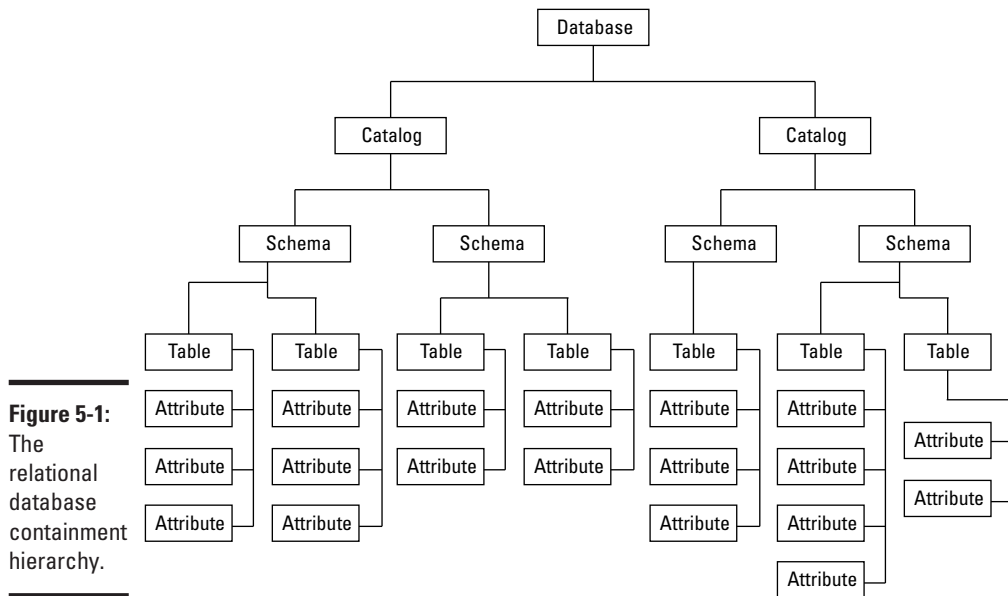 Database
Catalog Catalog
Schema Schema Schema Schema
Table Table Table Table Table Table Table
Attribute Attribute Attribute Attribute Attribute Attribute
Attribute
Attribute Attribute Attribute Attribute Attribute Attribute
Attribute
Attribute Attribute Attribute Attribute
Attribute
Figure 5-1:
The
relational
database
containment
hierarchy.